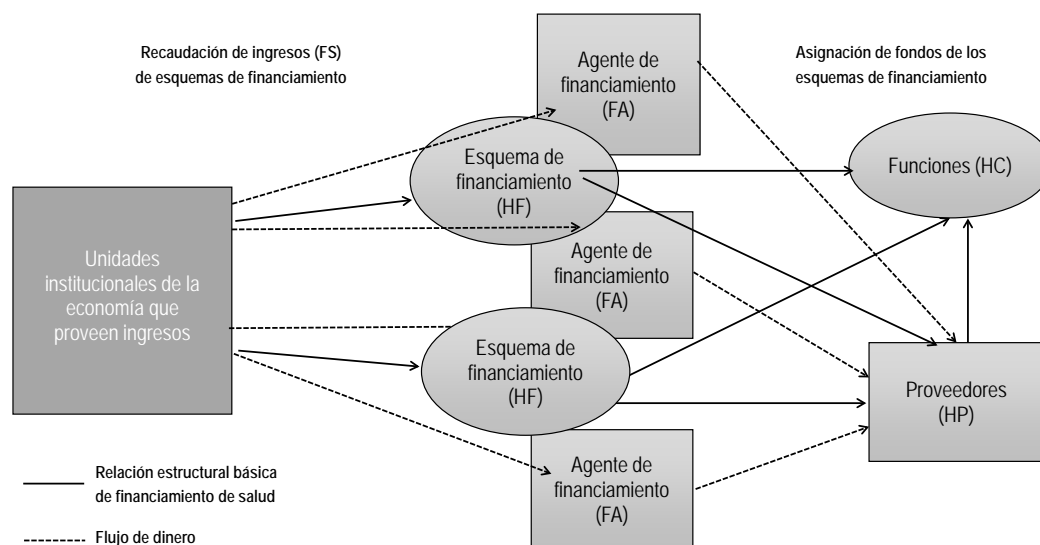 Recaudación de ingresos (FS)
de esquemas de financiamiento
Agente de
financiamiento
(FA)
Asignación de fondos de los
esquemas de financiamiento
Esquema de
financiamiento
(HF)
Funciones (HC)
Unidades
institucionales de la
economía que
proveen ingresos
Agente de
financiamiento
(FA)
Esquema de
financiamiento
(HF)
Proveedores
(HP)
Agente de
financiamiento
(FA)
Relación estructural básica
de financiamiento de salud
Flujo de dinero